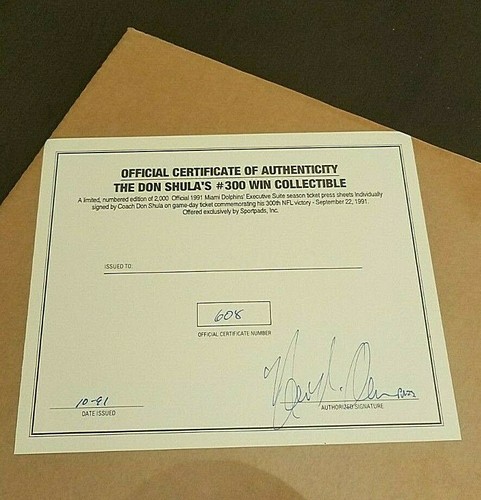 OFFICIAL CERTIFICATE OF AUTHENTICITY
THE DON SHULA'S #300 WIN COLLECTIBLE
A limited, numbered edition of 2,000 Official 1991 Miami Dolphins' Executive Suite season ticket press sheets individually
signed by Coach Don Shula on game-day ticket commemorating his 300th NFL victory - September 22, 1991.
Offered exclusively by Sportpads, Inc.
ISSUED TO:
608
OFFICIAL CERTIFICATE NUMBER
10-91
DATE ISSUED
AUTHORIZED SIGNATURE